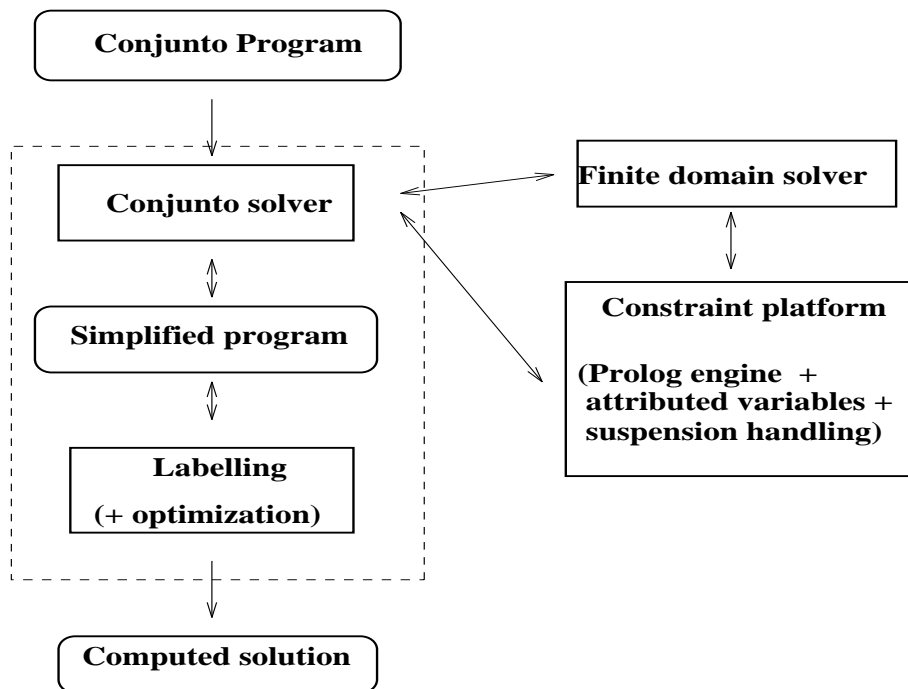 Conjunto Program
Conjunto solver
Simplified program
Labelling
(+ optimization)
Computed solution
Finite domain solver
Constraint platform
(Prolog engine +
attributed variables +
suspension handling)